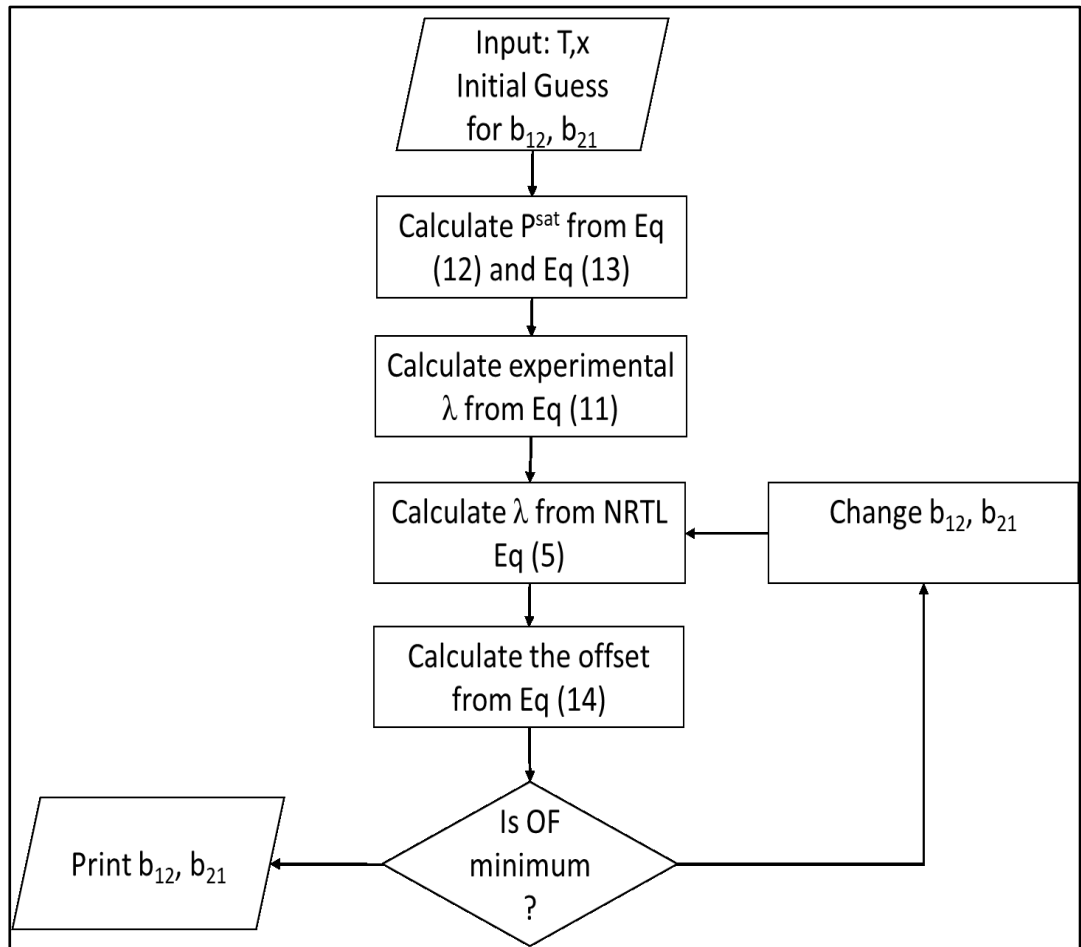 Input: T,x
Initial Guess
for b₁₂, b₂₁
Calculate Pˢᵃᵗ from Eq
(12) and Eq (13)
Calculate experimental
λ from Eq (11)
Calculate λ from NRTL
Eq (5)
Change b₁₂, b₂₁
Calculate the offset
from Eq (14)
Is OF
minimum
?
Print b₁₂, b₂₁